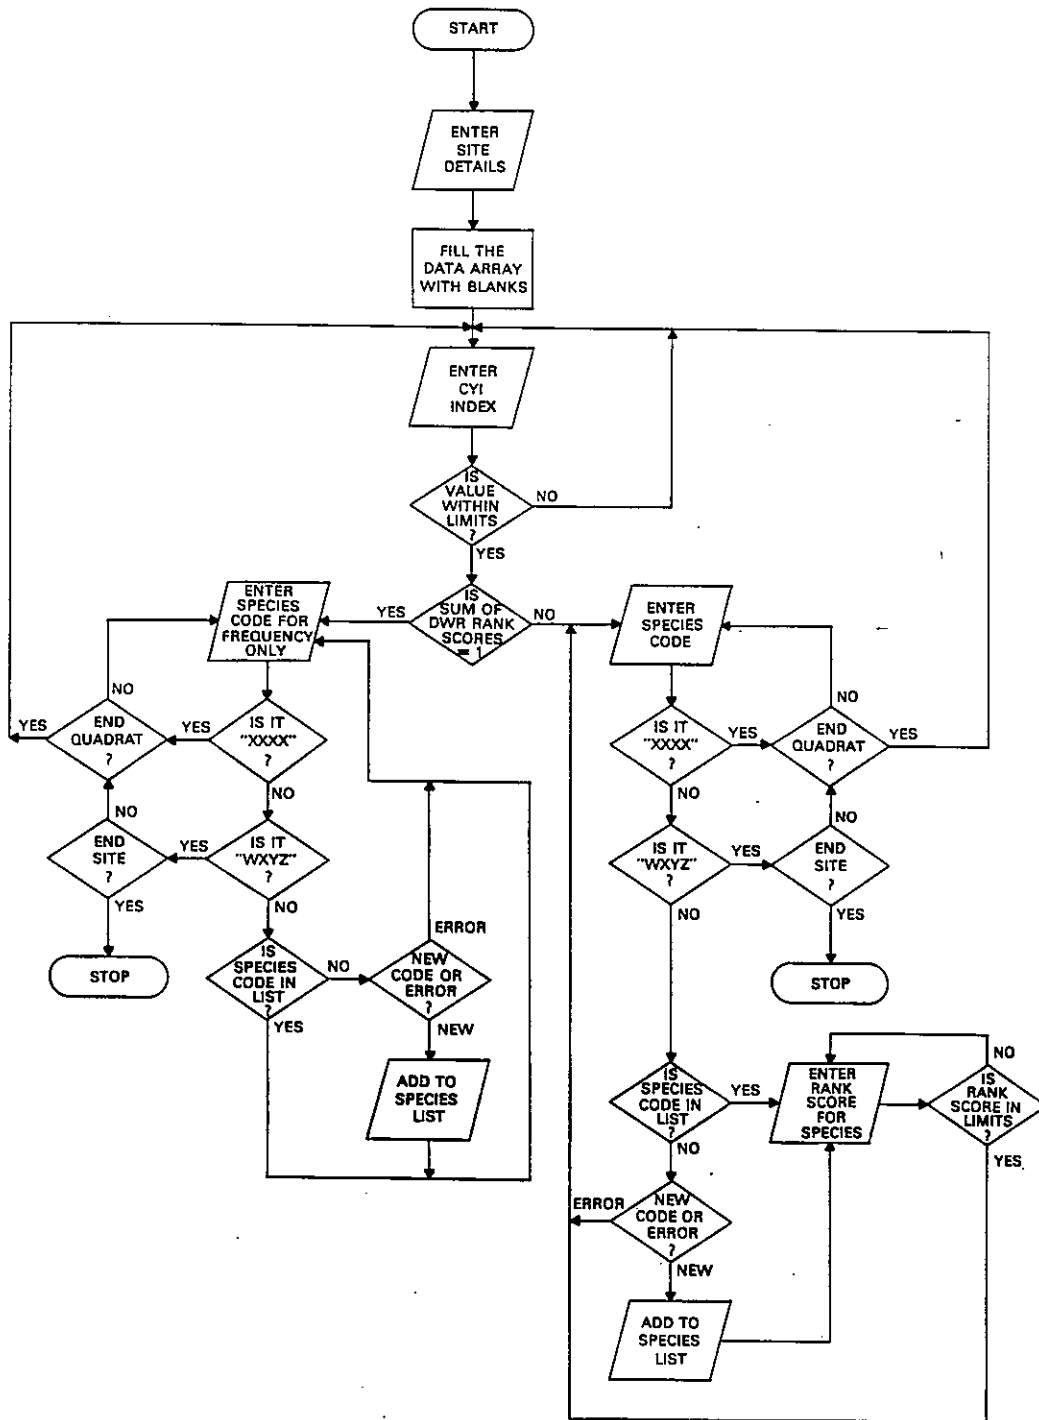 START
ENTER
SITE
DETAILS
FILL THE
DATA ARRAY
WITH BLANKS
ENTER
CYI
INDEX
IS
VALUE
WITHIN
LIMITS
?
NO
YES
IS
SUM OF
DWR RANK
SCORES
= 1
YES
NO
ENTER
SPECIES
CODE FOR
FREQUENCY
ONLY
IS IT
"XXXX"
?
YES
NO
END
QUADRAT
?
NO
YES
IS IT
"WXYZ"
?
YES
NO
END
SITE
?
NO
YES
STOP
IS
SPECIES
CODE IN
LIST
?
NO
YES
NEW
CODE OR
ERROR
?
ERROR
NEW
ADD TO
SPECIES
LIST
ENTER
SPECIES
CODE
IS IT
"XXXX"
?
YES
NO
END
QUADRAT
?
NO
YES
IS IT
"WXYZ"
?
YES
NO
END
SITE
?
NO
YES
STOP
IS
SPECIES
CODE IN
LIST
?
YES
NO
ENTER
RANK
SCORE
FOR
SPECIES
IS
RANK
SCORE IN
LIMITS
?
NO
YES
NEW
CODE OR
ERROR
?
ERROR
NEW
ADD TO
SPECIES
LIST